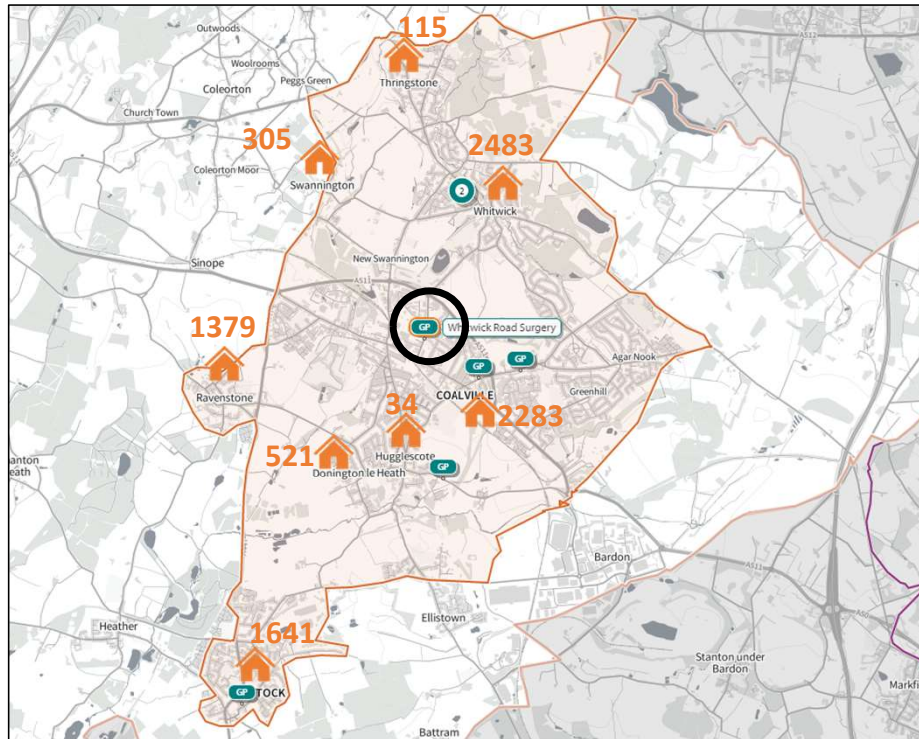 115
Outwoods
Woolrooms
Peggs Green
Coleorton
Thringstone
A512
Church Town
305
2483
Coleorton Moor
Swannington
2
Whitwick
New Swannington
Sinope
A511
1379
GP
Whitwick Road Surgery
GP
GP
Agar Nook
Ravenstone
COALVILLE
Greenhill
34
2283
521
Hugglescote
Donington le Heath
GP
Bardon
A511
Ellistown
Heather
1641
GP
TOCK
Stanton under
Bardon
Battram